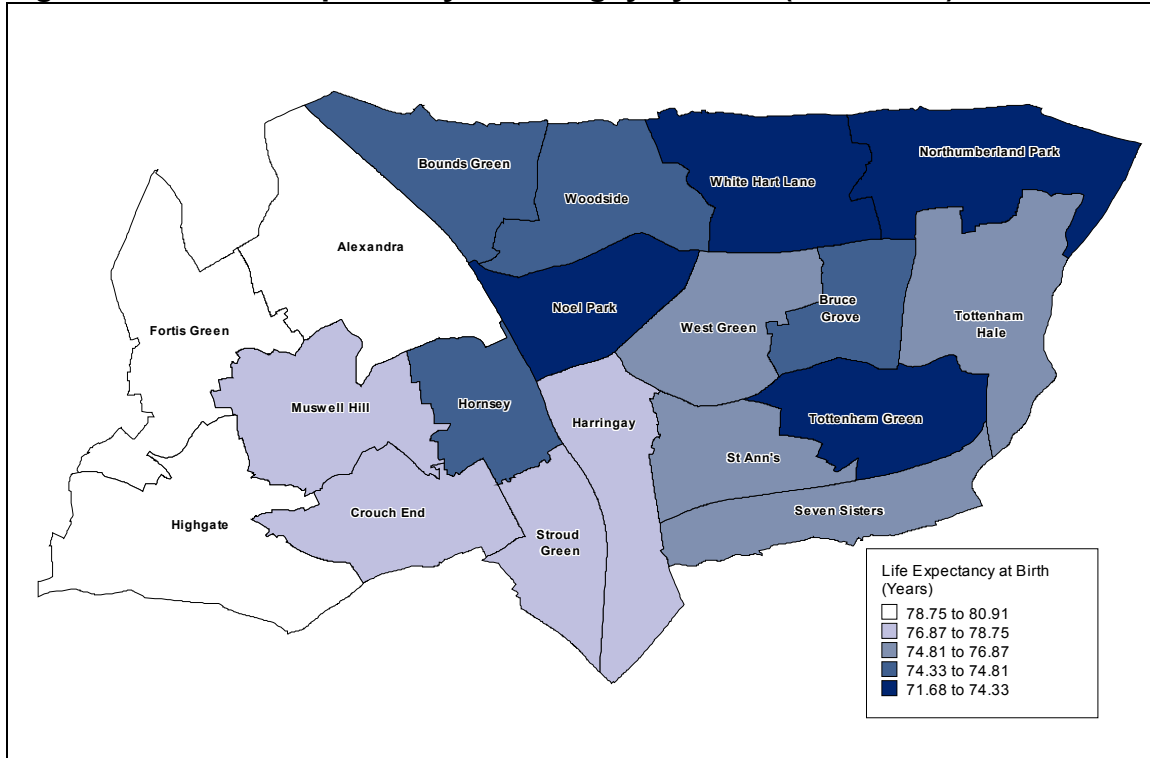 Bounds Green
Woodside
White Hart Lane
Northumberland Park
Alexandra
Fortis Green
Noel Park
West Green
Bruce
Grove
Tottenham
Hale
Muswell Hill
Hornsey
Harringay
Tottenham Green
St Ann's
Highgate
Crouch End
Stroud
Green
Seven Sisters
Life Expectancy at Birth
(Years)
78.75 to 80.91
76.87 to 78.75
74.81 to 76.87
74.33 to 74.81
71.68 to 74.33